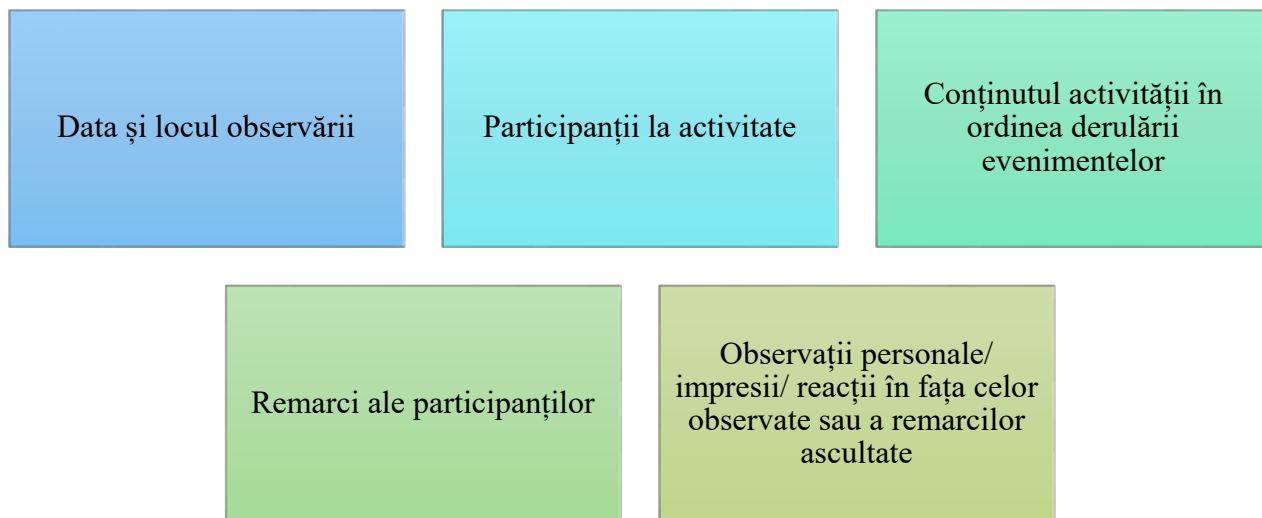 Data și locul observării
Participanții la activitate
Conținutul activității în
ordinea derulării
evenimentelor
Remarci ale participanților
Observații personale/
impresii/ reacții în fața celor
observate sau a remarcilor
ascultate